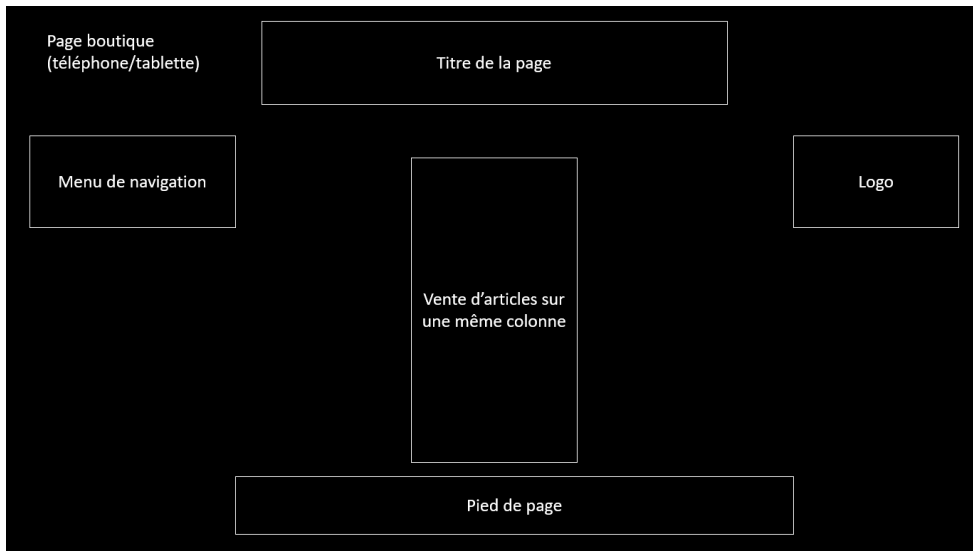 Page boutique
(téléphone/tablette)
Titre de la page
Menu de navigation
Logo
Vente d’articles sur
une même colonne
Pied de page